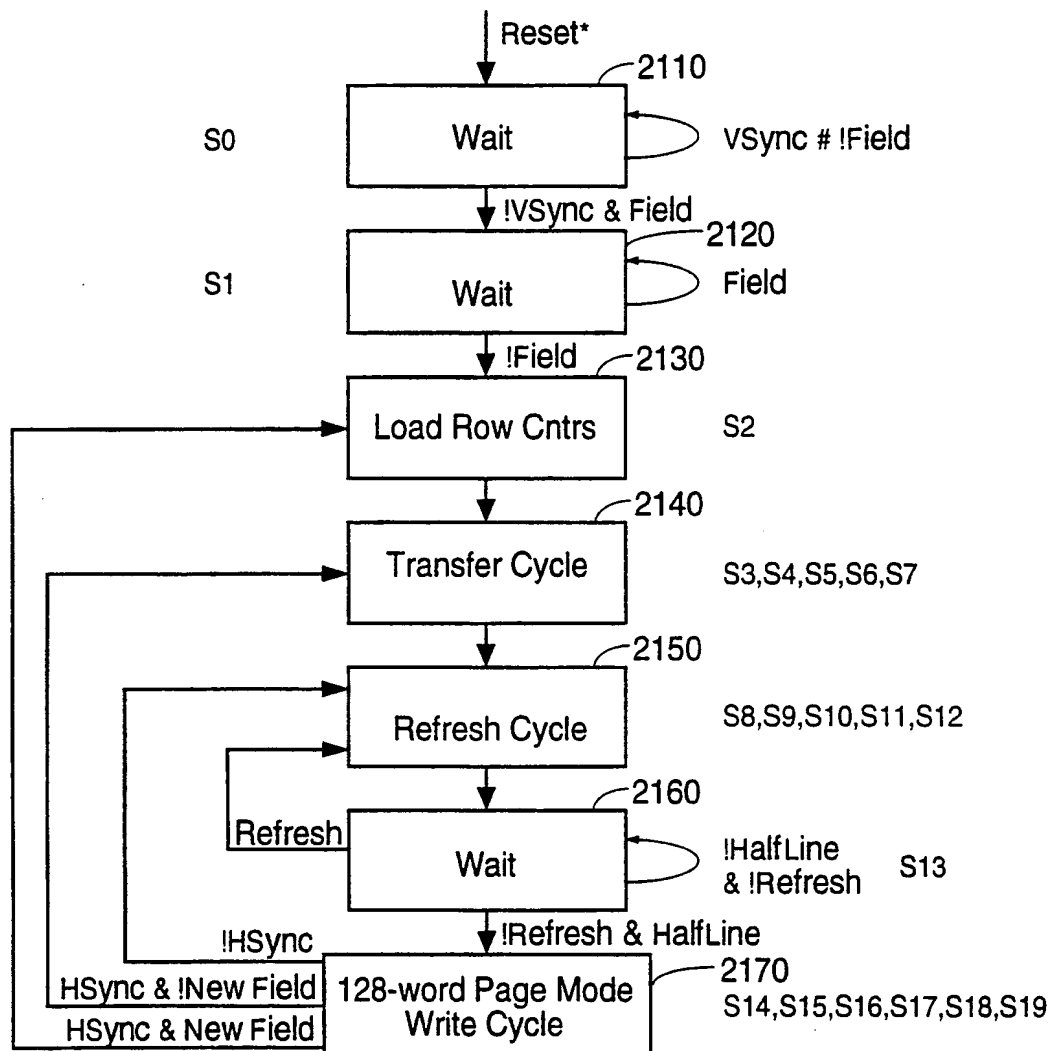 Reset*
2110
S0
Wait
VSync # !Field
!VSync & Field
2120
S1
Wait
Field
!Field
2130
Load Row Cntrs
S2
2140
Transfer Cycle
S3,S4,S5,S6,S7
2150
Refresh Cycle
S8,S9,S10,S11,S12
2160
Refresh
Wait
!HalfLine
& !Refresh
S13
!Refresh & HalfLine
!HSync
2170
HSync & !New Field
128-word Page Mode
Write Cycle
S14,S15,S16,S17,S18,S19
HSync & New Field